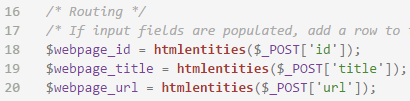 16 /* Routing */
17 /* If input fields are populated, add a row to
18 $webpage_id = htmlentities($_POST['id']);
19 $webpage_title = htmlentities($_POST['title']);
20 $webpage_url = htmlentities($_POST['url']);